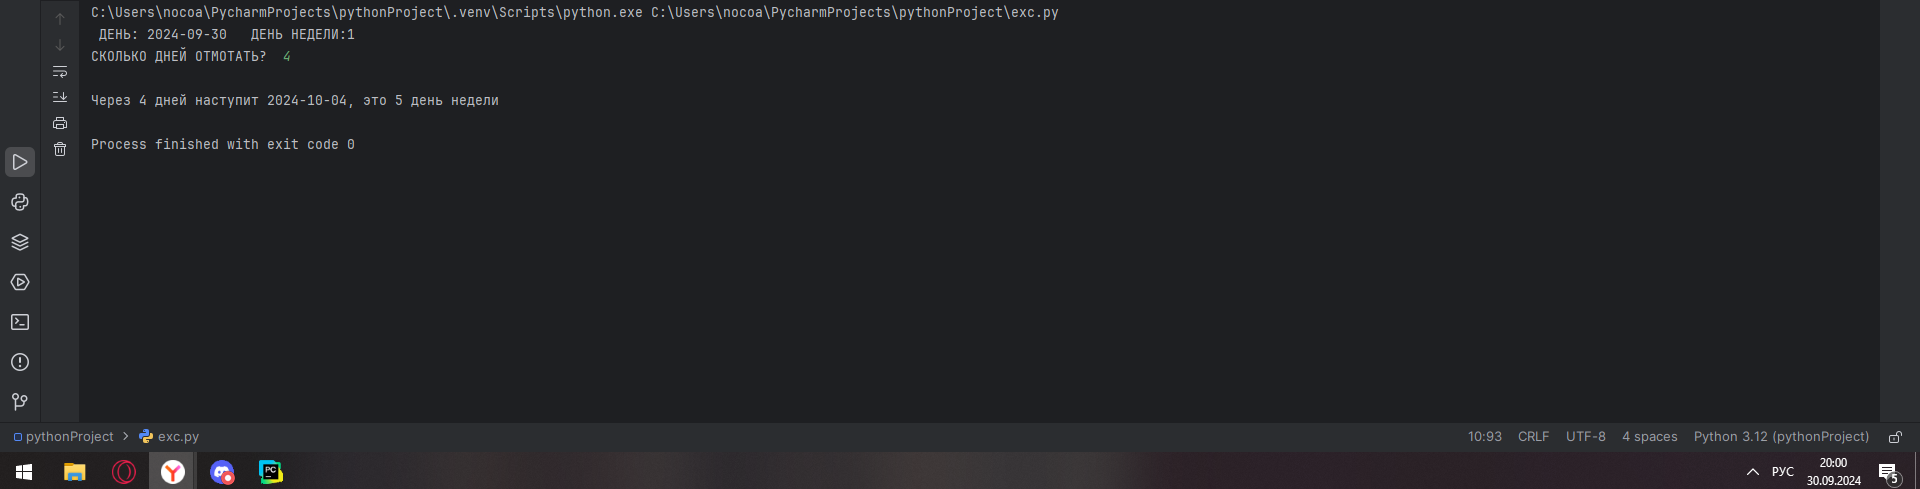 C:\Users\nocoa\PycharmProjects\pythonProject\.venv\Scripts\python.exe C:\Users\nocoa\PycharmProjects\pythonProject\exc.py
ДЕНЬ: 2024-09-30   ДЕНЬ НЕДЕЛИ:1
СКОЛЬКО ДНЕЙ ОТМОТАТЬ?  4
Через 4 дней наступит 2024-10-04, это 5 день недели
Process finished with exit code 0
pythonProject > exc.py
10:93 CRLF UTF-8 4 spaces Python 3.12 (pythonProject)
PC
РУС
20:00
30.09.2024
5